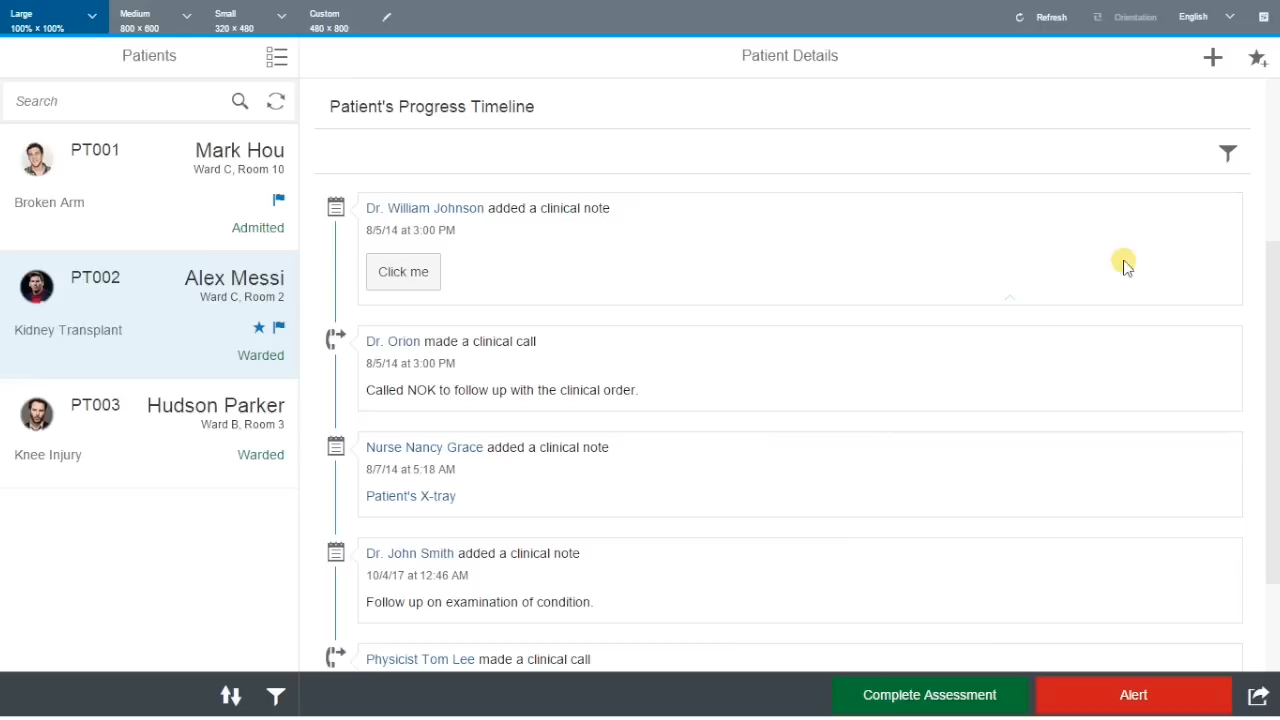 Large
100% × 100%
Medium
800 × 600
Small
320 × 480
Custom
480 × 800
Refresh
Orientation
English
Patients
Patient Details
Search
PT001
Mark Hou
Ward C, Room 10
Broken Arm
Admitted
PT002
Alex Messi
Ward C, Room 2
Kidney Transplant
Warded
PT003
Hudson Parker
Ward B, Room 3
Knee Injury
Warded
Patient's Progress Timeline
Dr. William Johnson added a clinical note
8/5/14 at 3:00 PM
Click me
Dr. Orion made a clinical call
8/5/14 at 3:00 PM
Called NOK to follow up with the clinical order.
Nurse Nancy Grace added a clinical note
8/7/14 at 5:18 AM
Patient's X-tray
Dr. John Smith added a clinical note
10/4/17 at 12:46 AM
Follow up on examination of condition.
Physicist Tom Lee made a clinical call
Complete Assessment
Alert